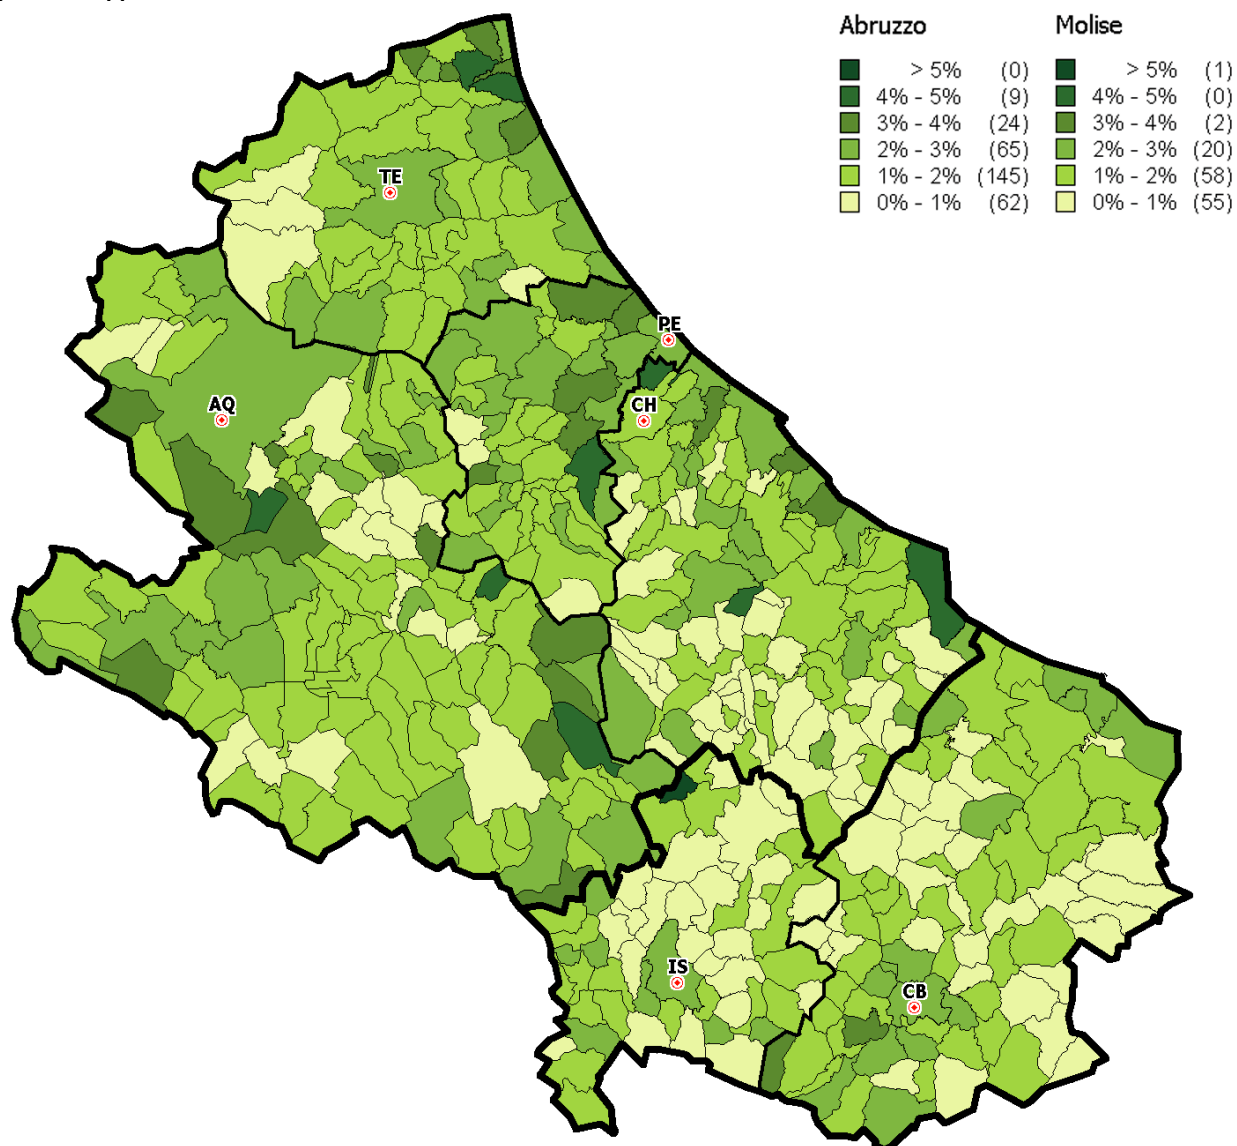 Abruzzo Molise
> 5% (0) > 5% (1)
4% - 5% (9) 4% - 5% (0)
3% - 4% (24) 3% - 4% (2)
2% - 3% (65) 2% - 3% (20)
1% - 2% (145) 1% - 2% (58)
0% - 1% (62) 0% - 1% (55)
TE
PE
AQ
CH
IS
CB